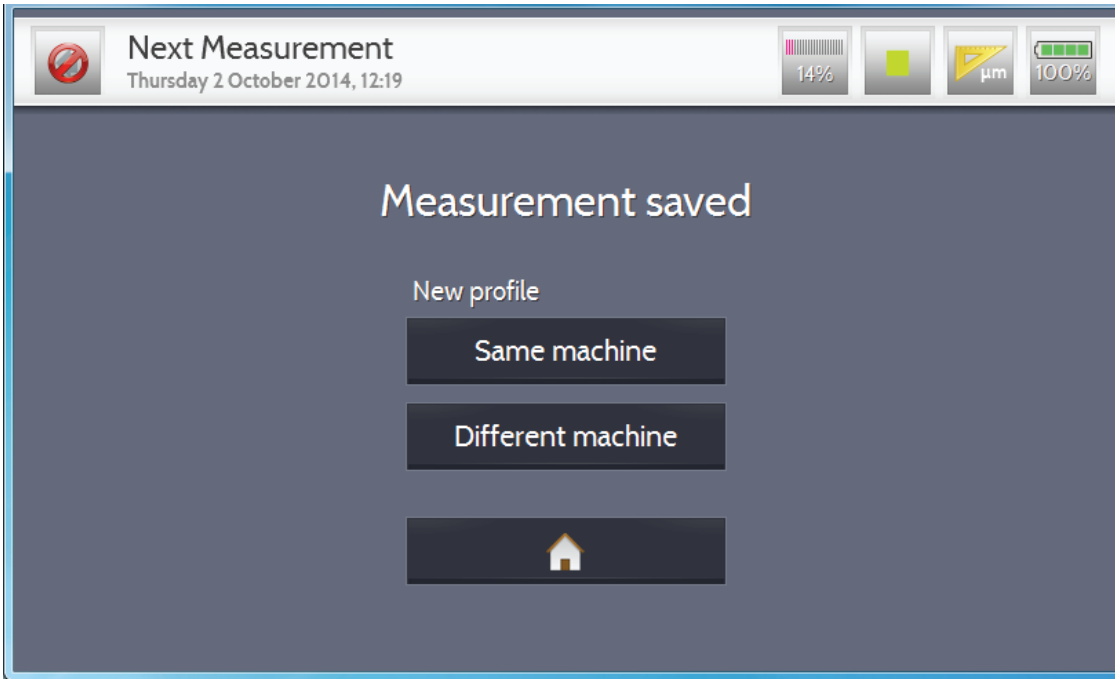 Next Measurement
Thursday 2 October 2014, 12:19
14%
µm
100%
Measurement saved
New profile
Same machine
Different machine